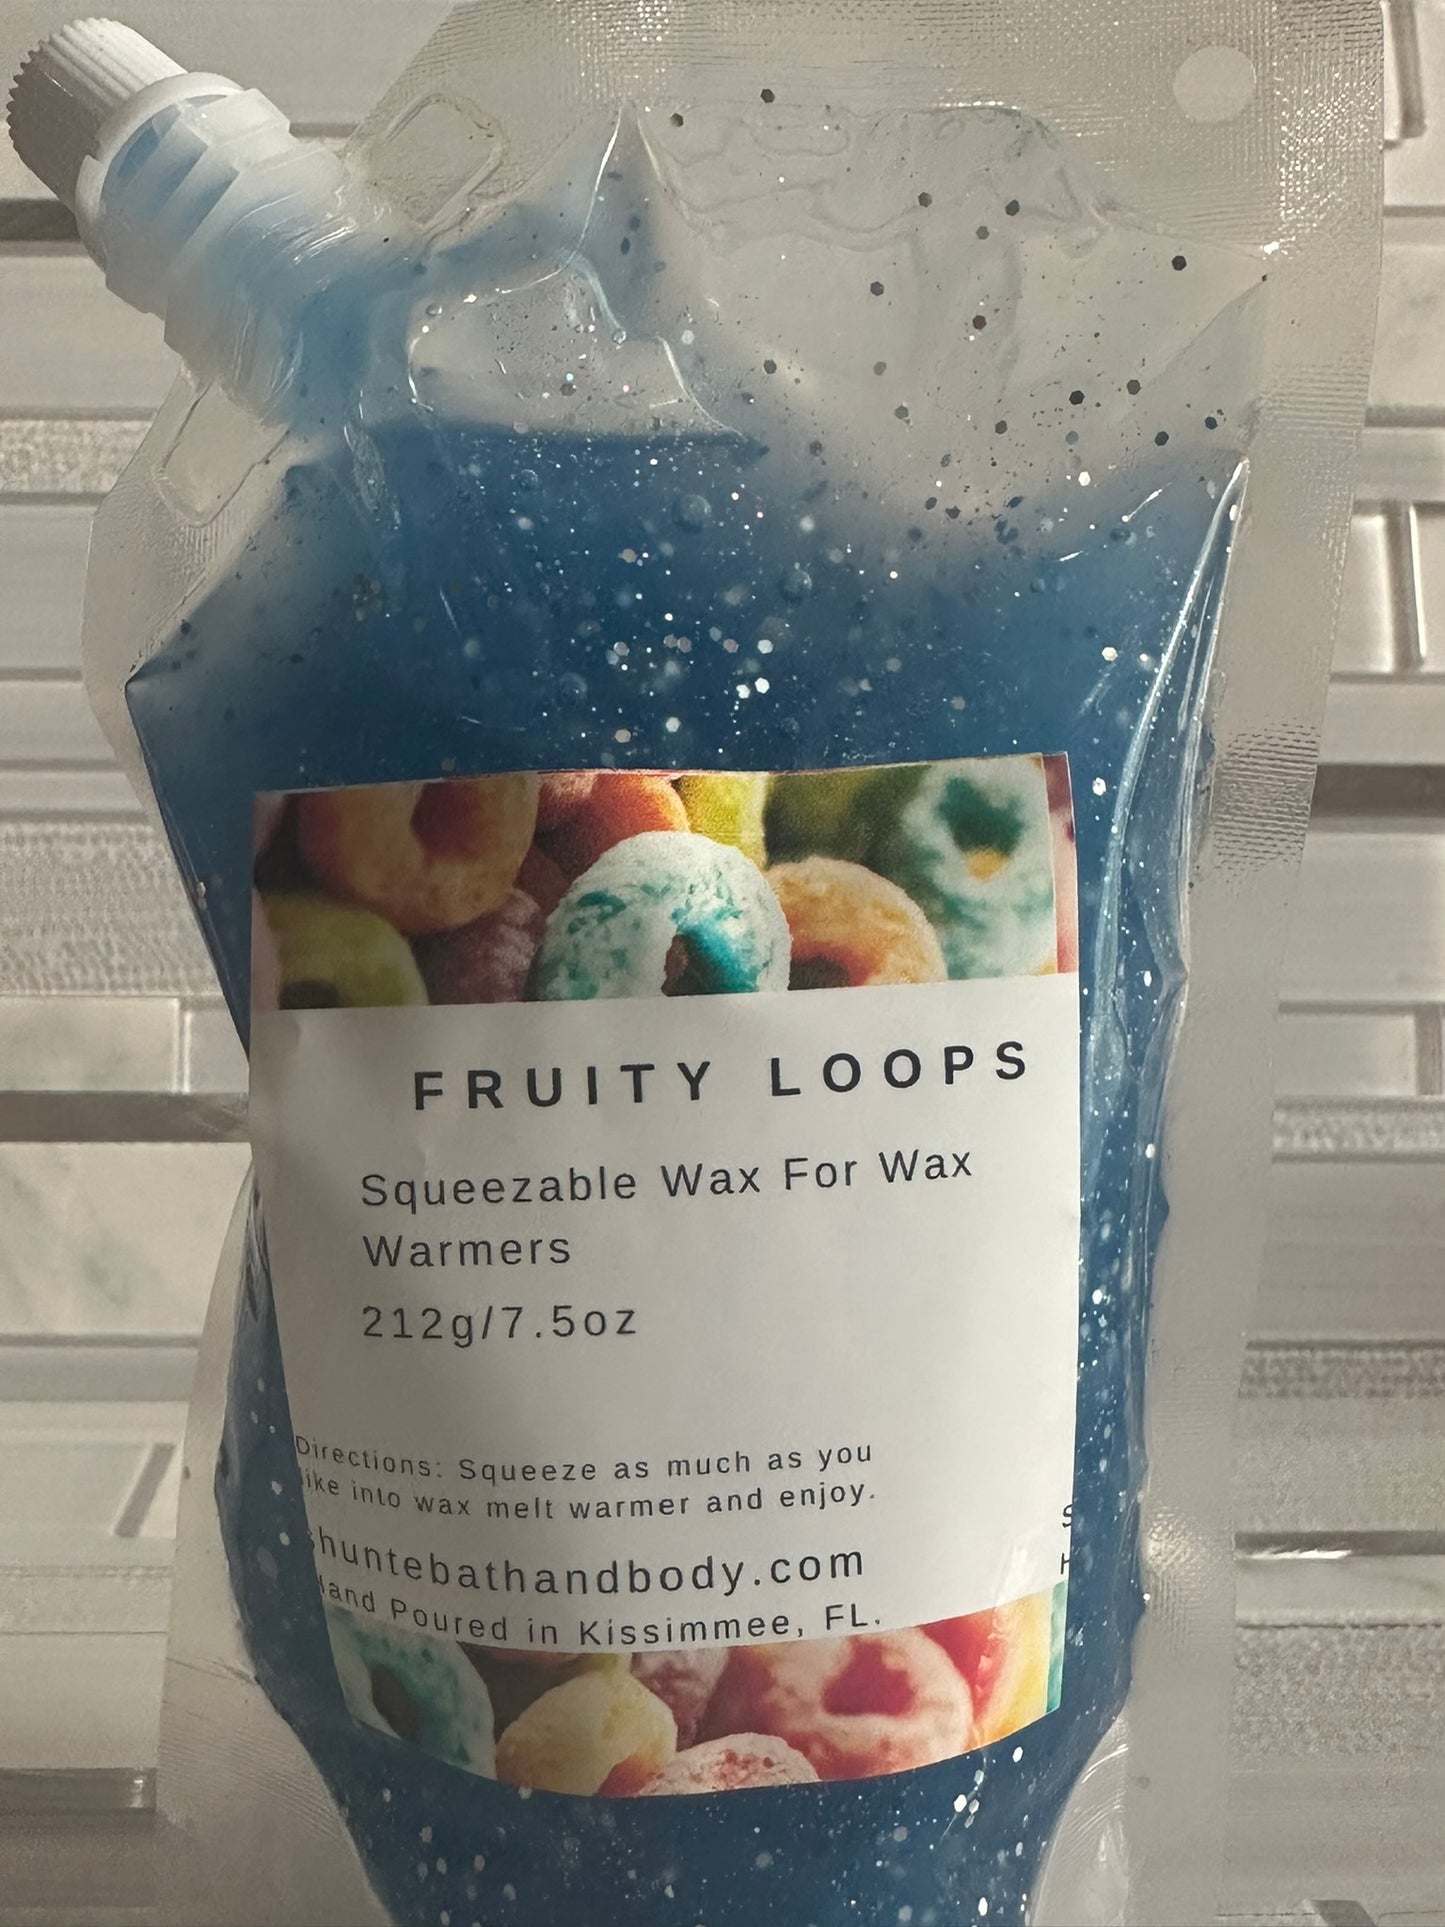 FRUITY LOOPS
Squeezable Wax For Wax
Warmers
212g/7.5oz
Directions: Squeeze as much as you
like into wax melt warmer and enjoy.
huntebathandbody.com
Hand Poured in Kissimmee, FL.
S
H